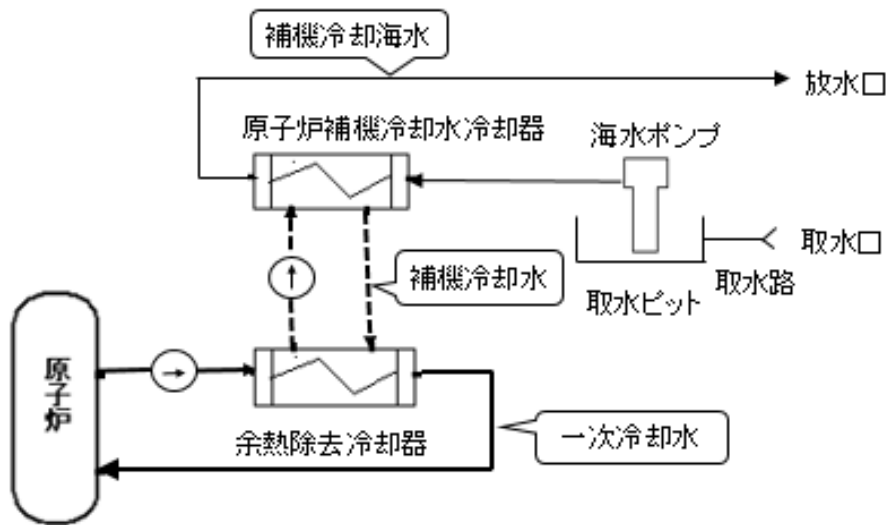 補機冷却海水
放水口
原子炉補機冷却水冷却器
海水ポンプ
取水口
補機冷却水
取水ピット
取水路
原子炉
余熱除去冷却器
一次冷却水